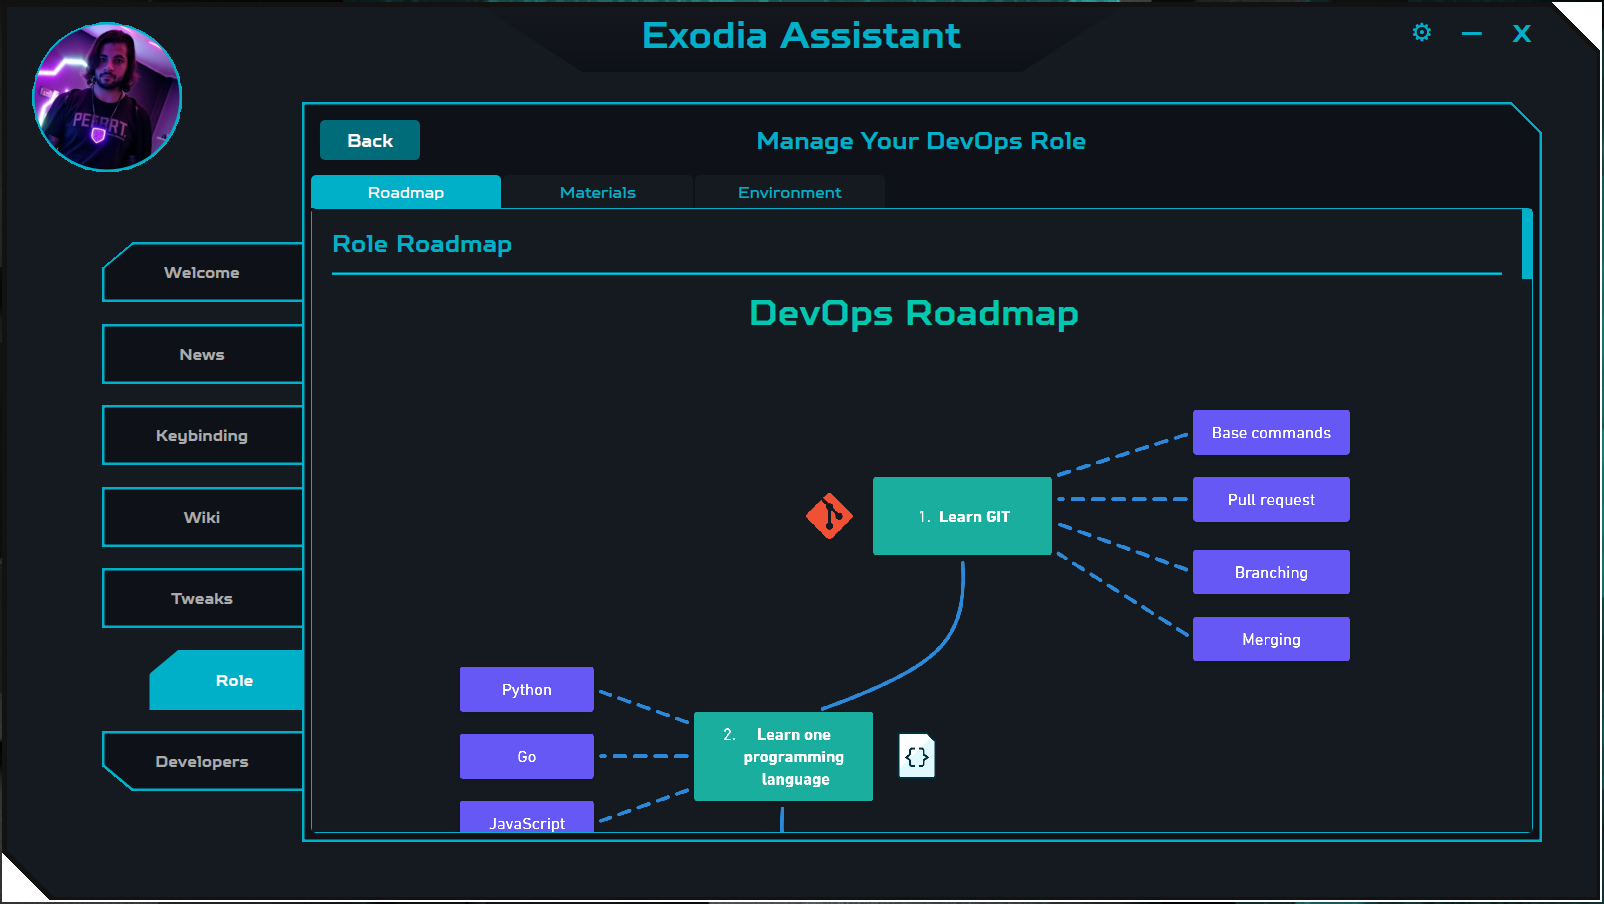 Exodia Assistant
X
PEEPRT.
Back
Manage Your DevOps Role
Roadmap
Materials
Environment
Role Roadmap
DevOps Roadmap
Welcome
News
Keybinding
Wiki
Tweaks
Role
Developers
Base commands
Pull request
1. Learn GIT
Branching
Merging
Python
Go
JavaScript
2. Learn one
programming
language
{}